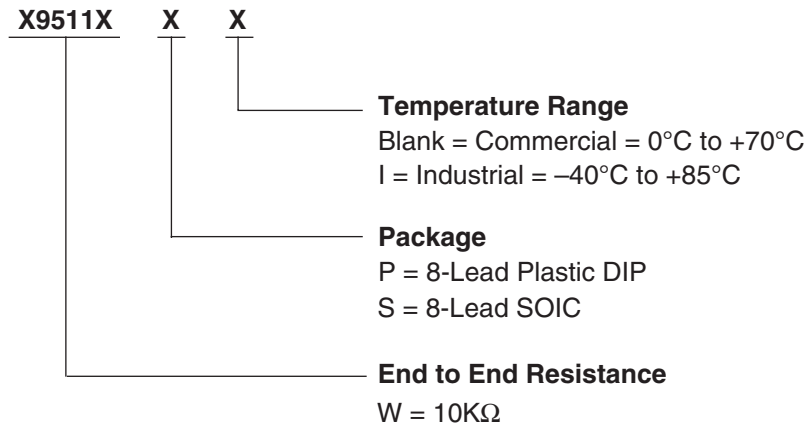 X9511X X X
Temperature Range
Blank = Commercial = 0°C to +70°C
I = Industrial = –40°C to +85°C
Package
P = 8-Lead Plastic DIP
S = 8-Lead SOIC
End to End Resistance
W = 10KΩ